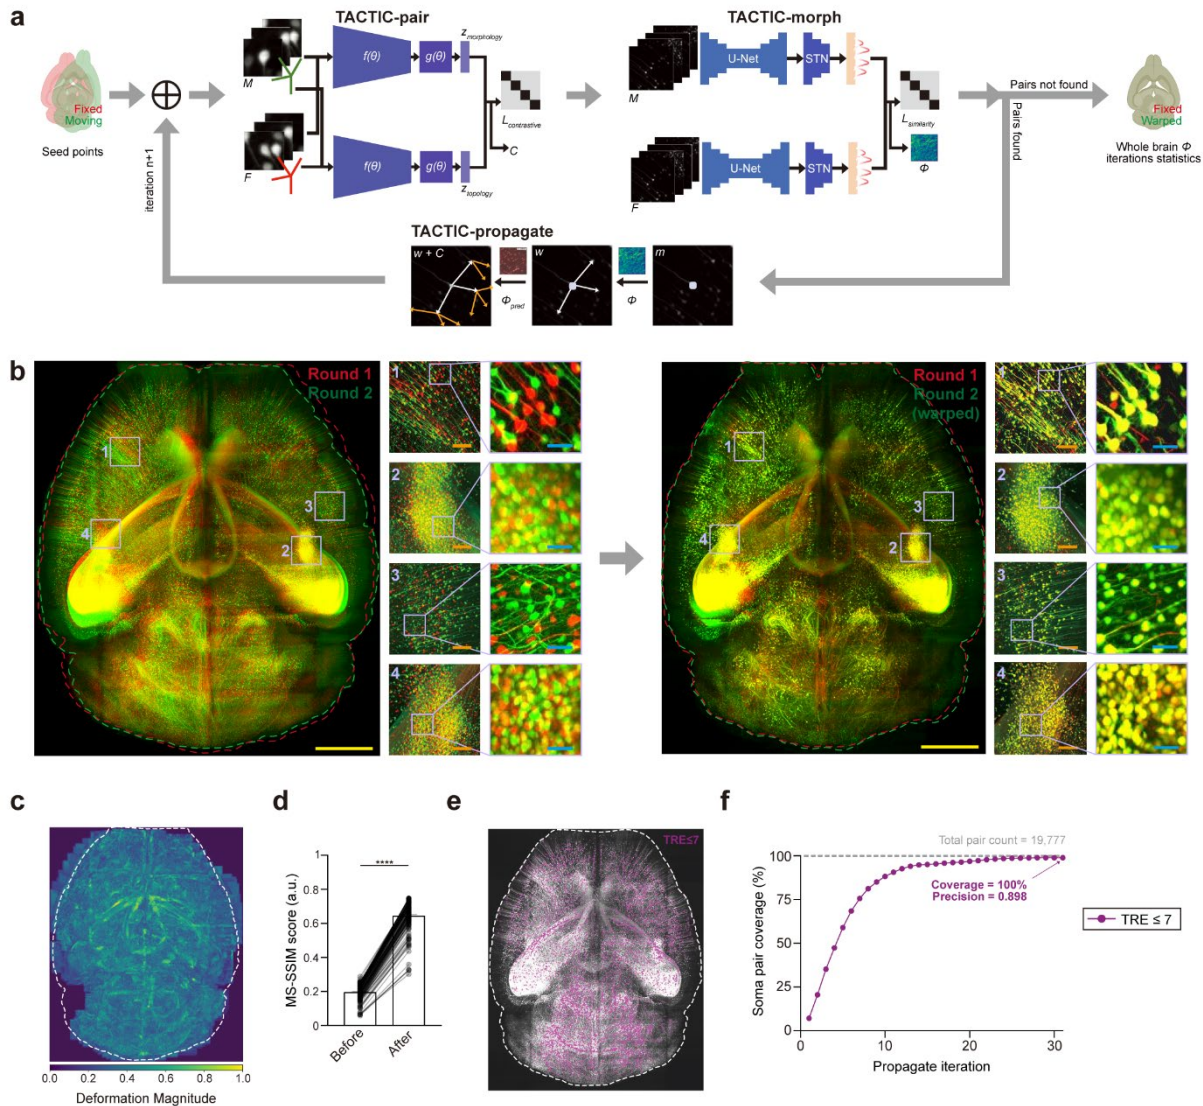 a
TACTIC-pair
TACTIC-morph
Fixed
Moving
Seed points
iteration n+1
M
F
f(θ)
g(θ)
z morphology
f(θ)
g(θ)
z topology
L contrastive
C
M
U-Net
STN
F
U-Net
STN
L similarity
Φ
Pairs not found
Pairs found
Fixed
Warped
Whole brain Φ
iterations statistics
TACTIC-propagate
w + C
Φ pred
w
Φ
m
b
Round 1
Round 2
1
2
3
4
1
2
3
4
Round 1
Round 2
(warped)
1
2
3
4
1
2
3
4
c
0.0 0.2 0.4 0.6 0.8 1.0
Deformation Magnitude
d
MS-SSIM score (a.u.)
1
0.8
0.6
0.4
0.2
0
****
Before
After
e
TRE≤7
f
Total pair count = 19,777
Soma pair coverage (%)
100
75
50
25
0
Coverage = 100%
Precision = 0.898
TRE ≤ 7
0 10 20 30
Propagate iteration